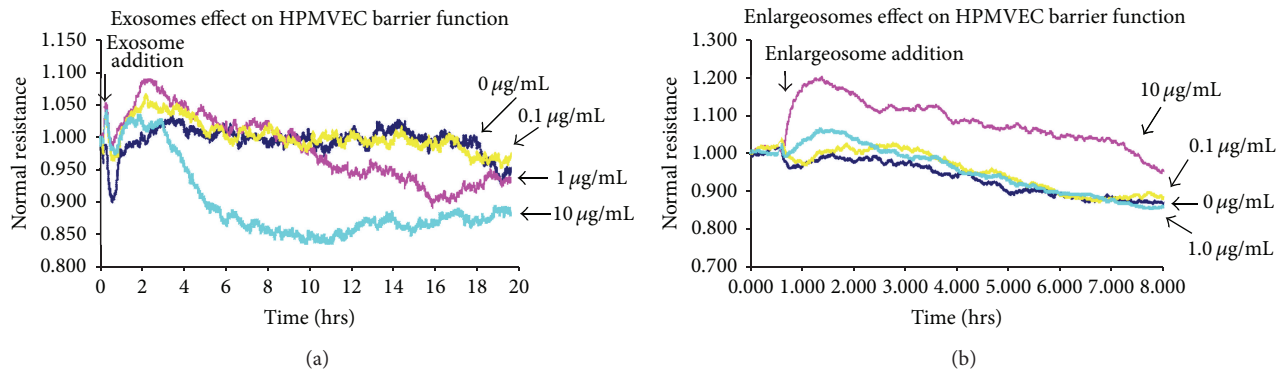 Exosomes effect on HPMVEC barrier function
Exosome
addition
1.150
1.100
1.050
1.000
0.950
0.900
0.850
0.800
Normal resistance
0 μg/mL
0.1 μg/mL
1 μg/mL
10 μg/mL
0 2 4 6 8 10 12 14 16 18 20
Time (hrs)
(a)
Enlargeosomes effect on HPMVEC barrier function
Enlargeosome addition
1.300
1.200
1.100
1.000
0.900
0.800
0.700
Normal resistance
10 μg/mL
0.1 μg/mL
0 μg/mL
1.0 μg/mL
0.000 1.000 2.000 3.000 4.000 5.000 6.000 7.000 8.000
Time (hrs)
(b)